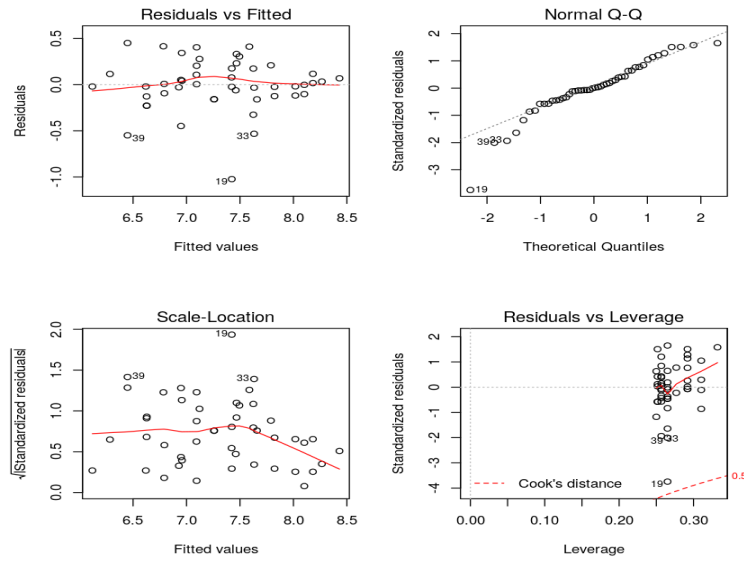 Residuals vs Fitted
Residuals
0.5
0.0
-0.5
-1.0
39
33
19
6.5 7.0 7.5 8.0 8.5
Fitted values
Normal Q-Q
Standardized residuals
2
1
0
-1
-2
-3
39 33
19
-2 -1 0 1 2
Theoretical Quantiles
Scale-Location
√|Standardized residuals|
2.0
1.5
1.0
0.5
0.0
19
39
33
6.5 7.0 7.5 8.0 8.5
Fitted values
Residuals vs Leverage
Standardized residuals
2
1
0
-1
-2
-3
-4
39 33
19
Cook's distance
0.5
0.00 0.10 0.20 0.30
Leverage